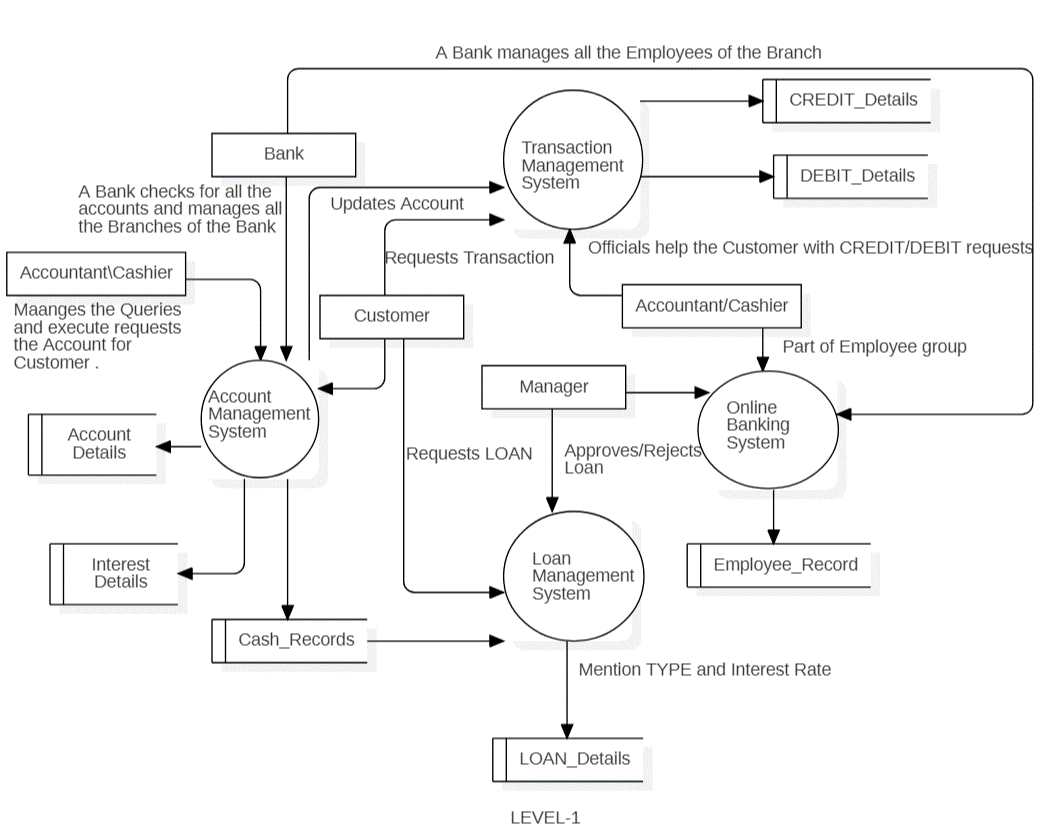 A Bank manages all the Employees of the Branch
CREDIT_Details
Transaction
Management
System
Bank
DEBIT_Details
A Bank checks for all the
accounts and manages all
the Branches of the Bank
Updates Account
Requests Transaction
Officials help the Customer with CREDIT/DEBIT requests
Accountant\Cashier
Maanges the Queries
and execute requests
the Account for
Customer .
Customer
Accountant/Cashier
Part of Employee group
Manager
Account
Management
System
Online
Banking
System
Account
Details
Requests LOAN
Approves/Rejects
Loan
Interest
Details
Loan
Management
System
Employee_Record
Cash_Records
Mention TYPE and Interest Rate
LOAN_Details
LEVEL-1